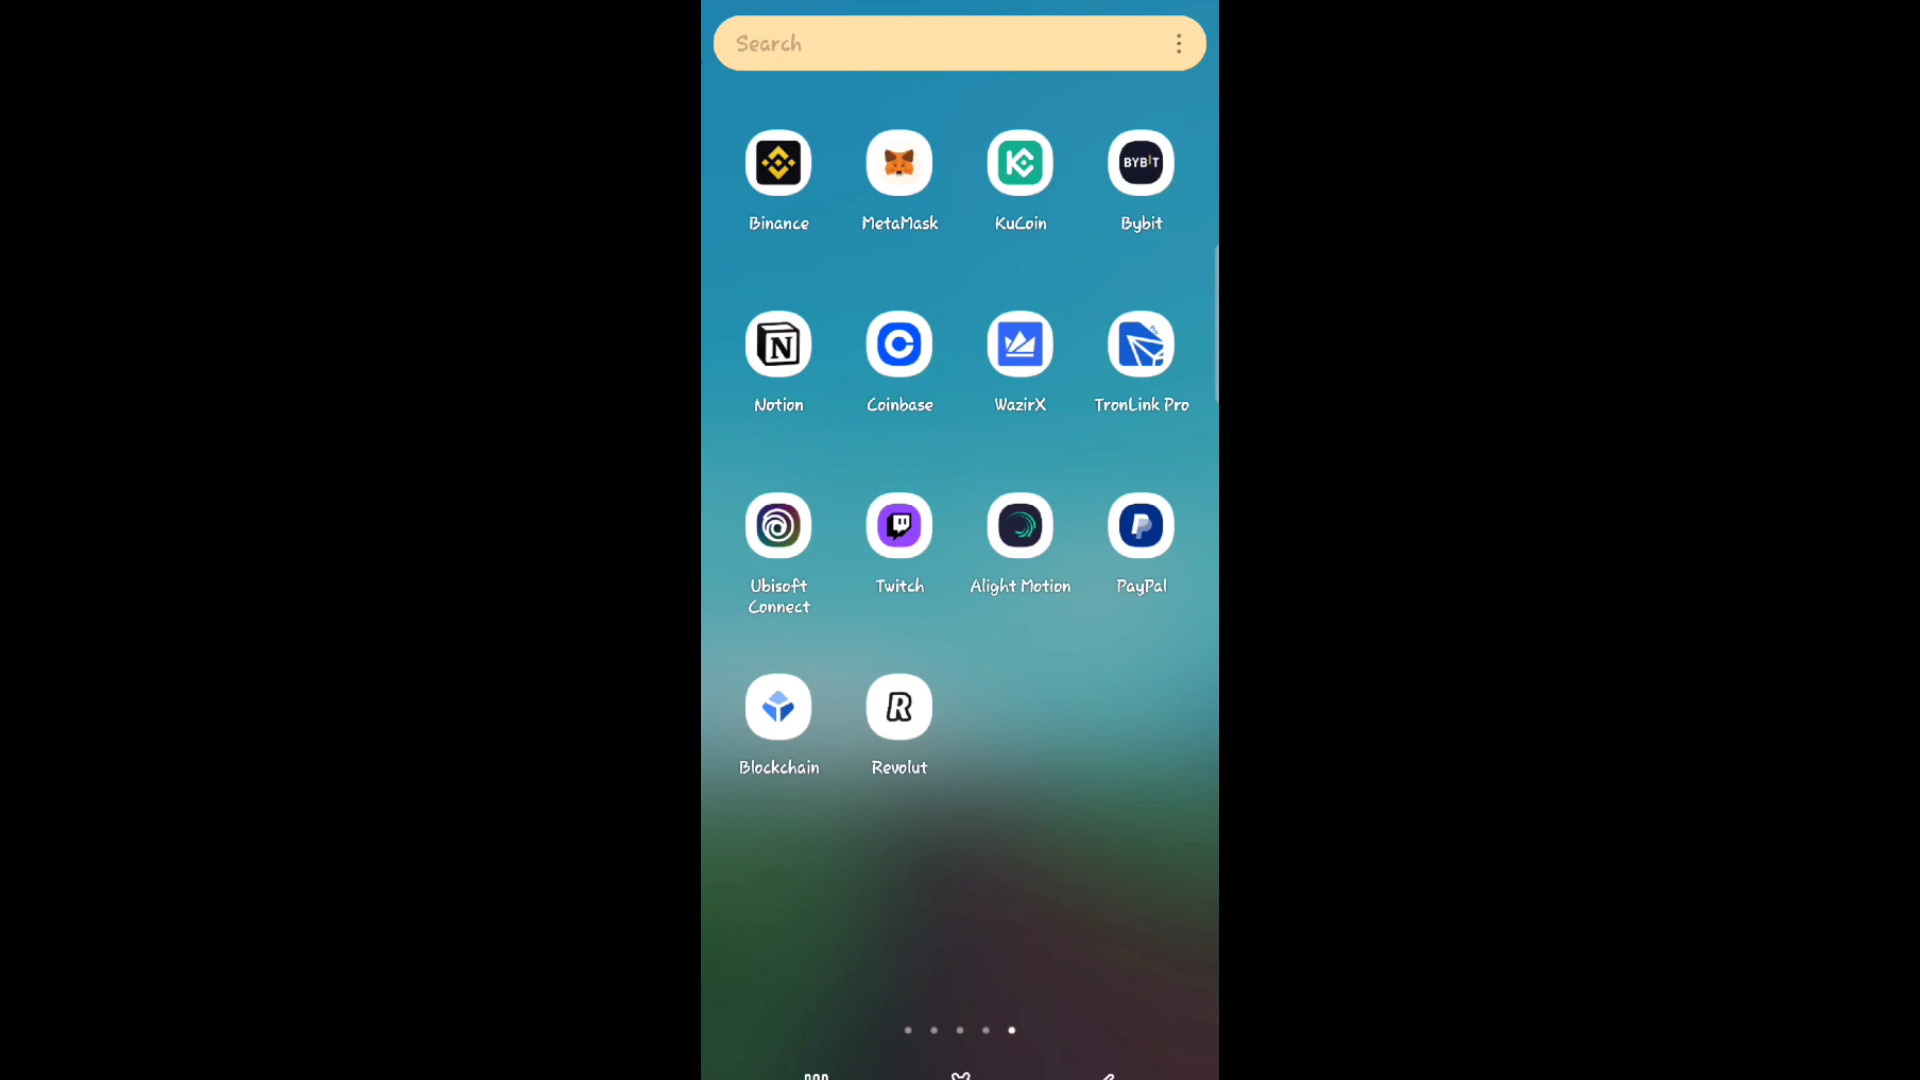 Search
BYBIT
Binance
MetaMask
KuCoin
Bybit
N
Notion
Coinbase
WazirX
TronLink Pro
Ubisoft
Connect
Twitch
Alight Motion
PayPal
R
Blockchain
Revolut